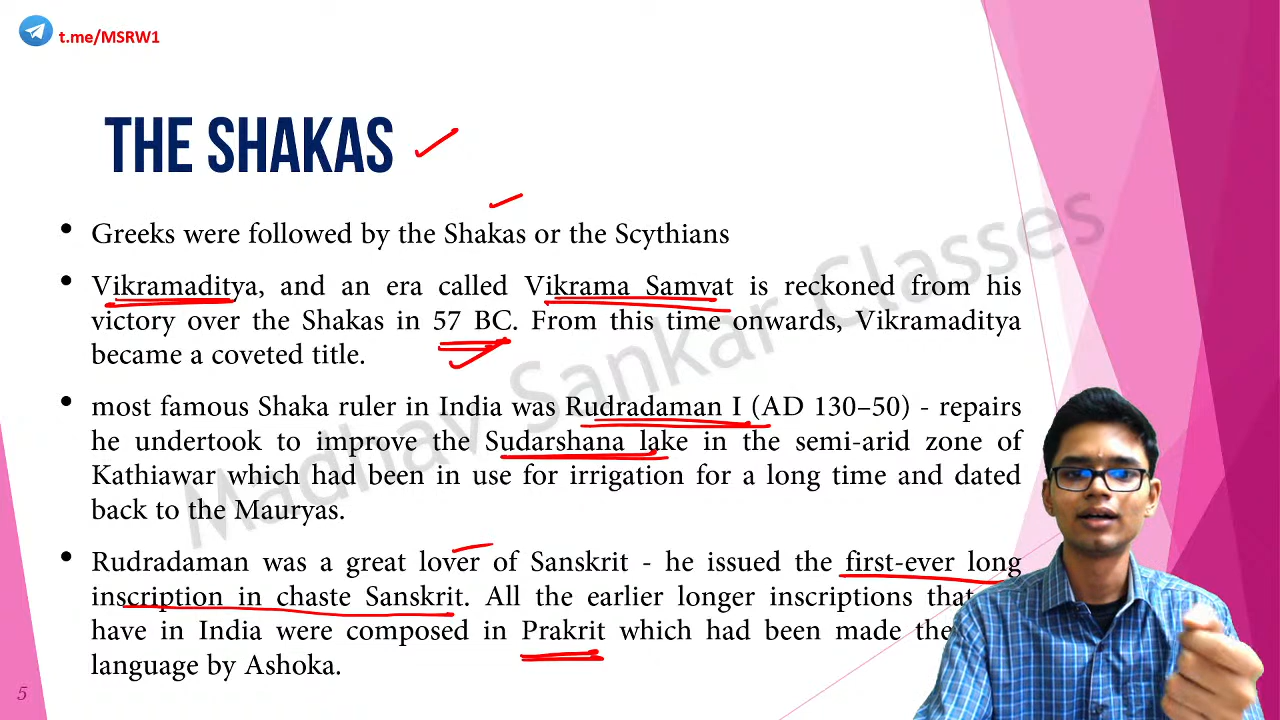 t.me/MSRW1
THE SHAKAS
• Greeks were followed by the Shakas or the Scythians
• Vikramaditya, and an era called Vikrama Samvat is reckoned from his
victory over the Shakas in 57 BC. From this time onwards, Vikramaditya
became a coveted title.
• most famous Shaka ruler in India was Rudradaman I (AD 130–50) - repairs
he undertook to improve the Sudarshana lake in the semi-arid zone of
Kathiawar which had been in use for irrigation for a long time and dated
back to the Mauryas.
• Rudradaman was a great lover of Sanskrit - he issued the first-ever long
inscription in chaste Sanskrit. All the earlier longer inscriptions that
have in India were composed in Prakrit which had been made the
language by Ashoka.
Madhav Sankar Classes
5